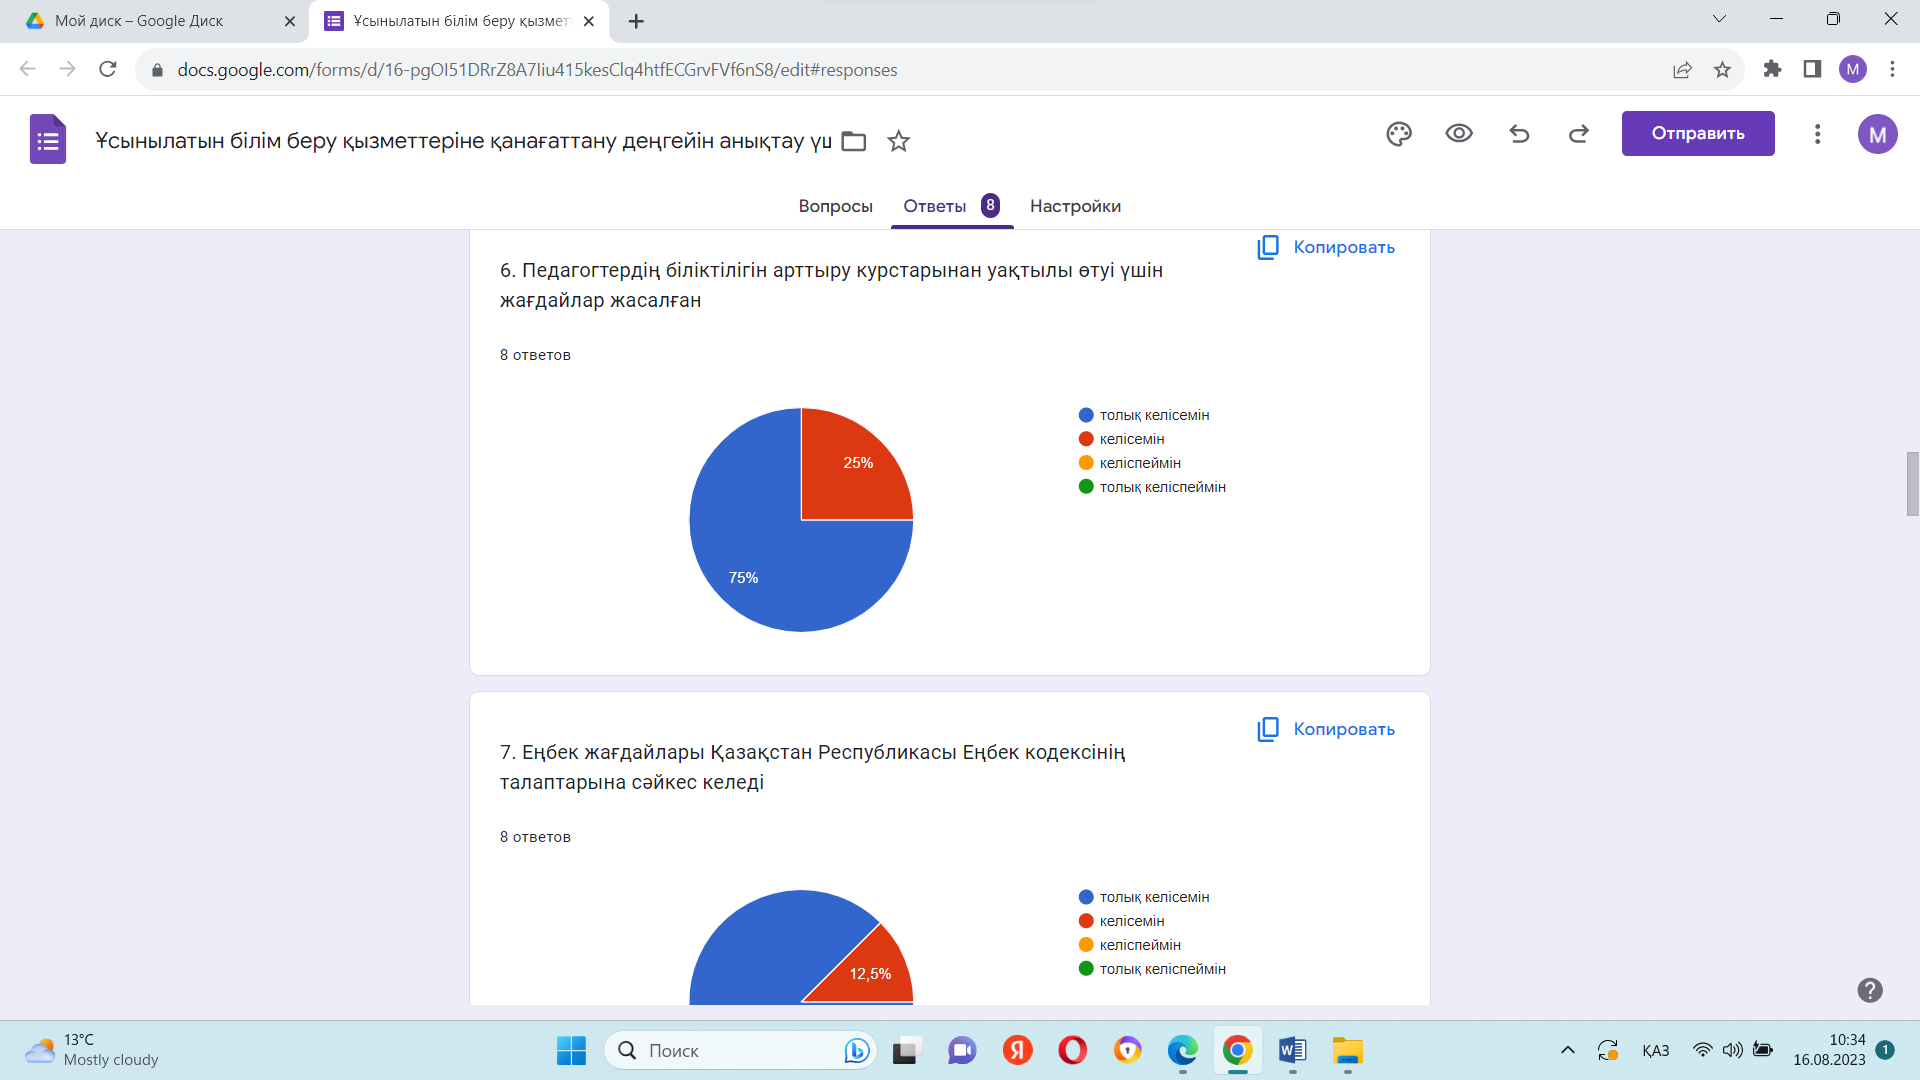 Мой диск – Google Диск
Ұсынылатын білім беру қызмет
docs.google.com/forms/d/16-pgOI51DRrZ8A7Iiu415kesClq4htfECGrvFVf6nS8/edit#responses
M
Ұсынылатын білім беру қызметтеріне қанағаттану деңгейін анықтау үш
Отправить
M
Вопросы
Ответы 8
Настройки
Копировать
6. Педагогтердің біліктілігін арттыру курстарынан уақтылы өтуі үшін
жағдайлар жасалған
8 ответов
25%
75%
толық келісемін
келісемін
келіспеймін
толық келіспеймін
Копировать
7. Еңбек жағдайлары Қазақстан Республикасы Еңбек кодексінің
талаптарына сәйкес келеді
8 ответов
12,5%
толық келісемін
келісемін
келіспеймін
толық келіспеймін
13°C
Mostly cloudy
Поиск
ҚАЗ
10:34
16.08.2023
1